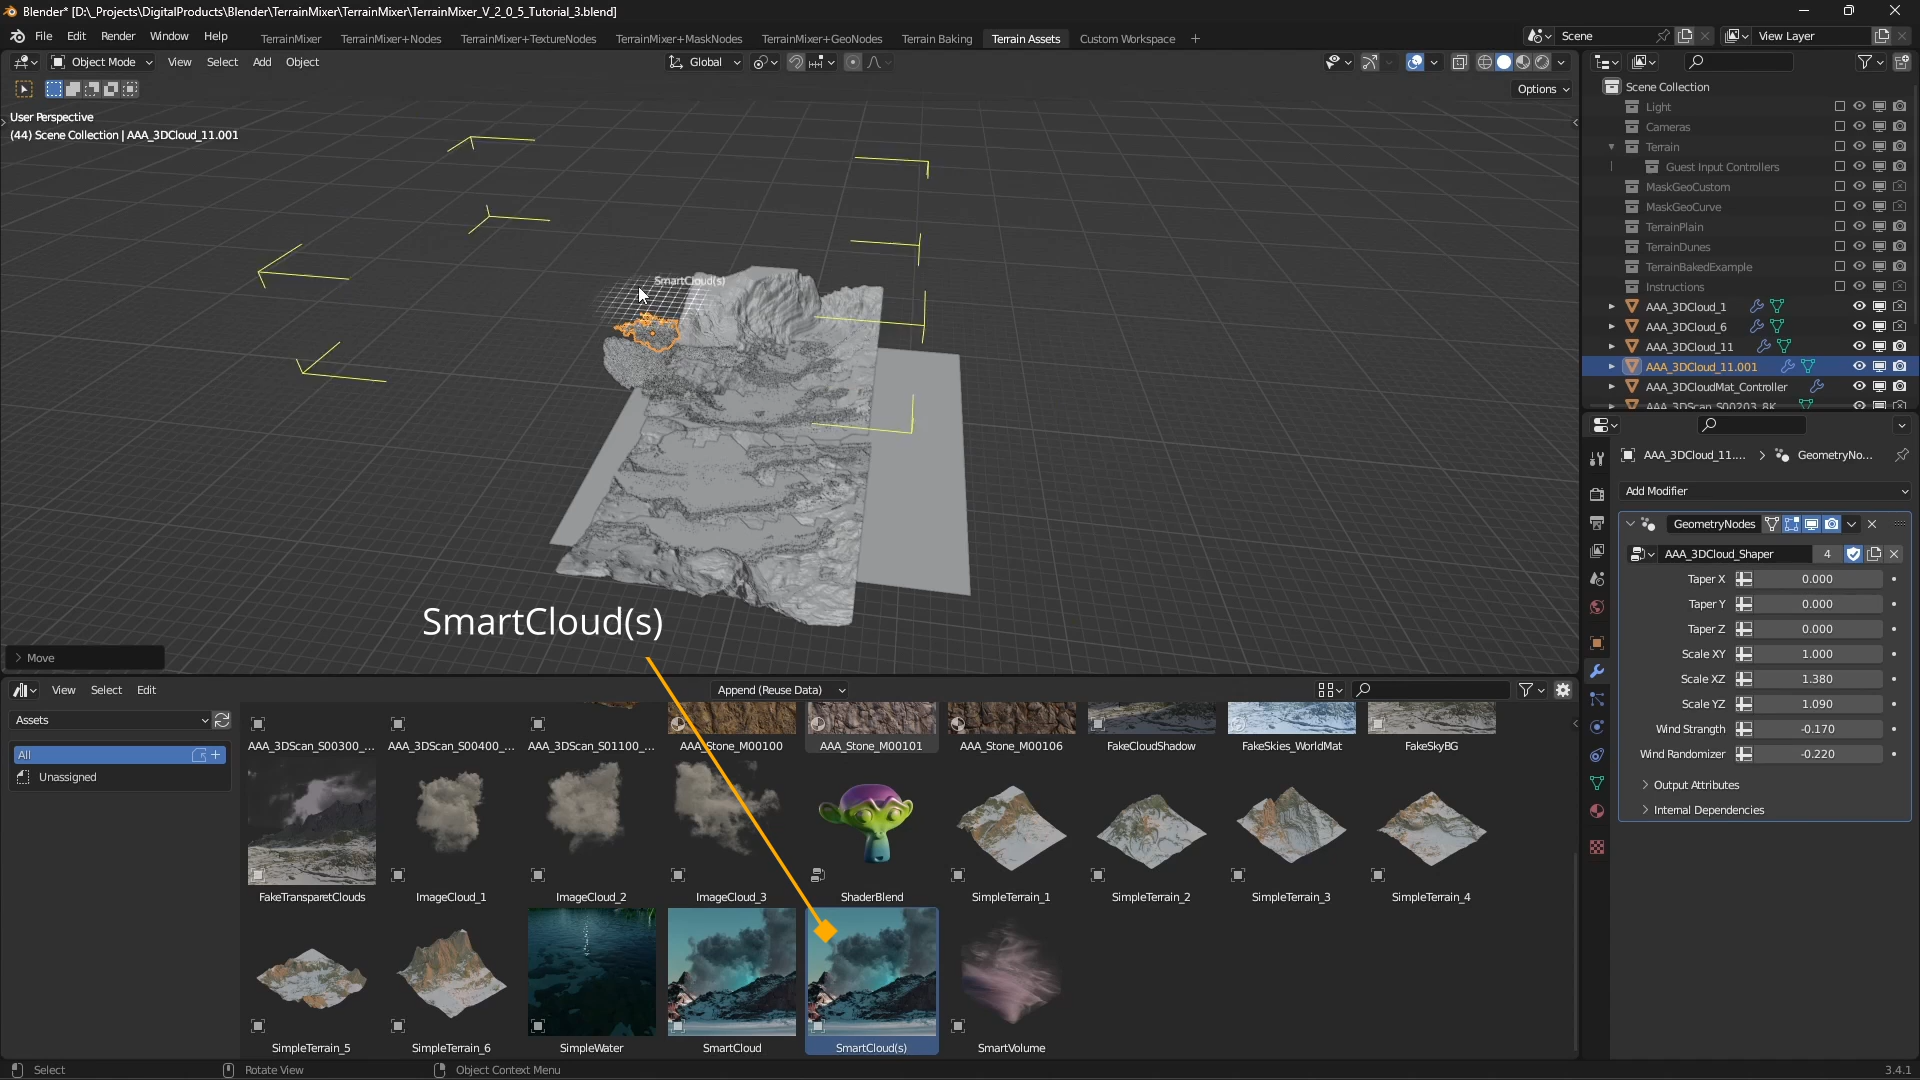 Blender* [D:\_Projects\DigitalProducts\Blender\TerrainMixer\TerrainMixer\TerrainMixer_V_2_0_5_Tutorial_3.blend]
File Edit Render Window Help TerrainMixer TerrainMixer+Nodes TerrainMixer+TextureNodes TerrainMixer+MaskNodes TerrainMixer+GeoNodes Terrain Baking Terrain Assets Custom Workspace + Scene View Layer
Object Mode View Select Add Object Global
Options
User Perspective
(44) Scene Collection | AAA_3DCloud_11.001
SmartCloud(s)
SmartCloud(s)
Move
Scene Collection
Light
Cameras
Terrain
Guest Input Controllers
MaskGeoCustom
MaskGeoCurve
TerrainPlain
TerrainDunes
TerrainBakedExample
Instructions
AAA_3DCloud_1
AAA_3DCloud_6
AAA_3DCloud_11
AAA_3DCloud_11.001
AAA_3DCloudMat_Controller
AAA_3DScan_S00203_8K
AAA_3DCloud_11.... GeometryNo...
Add Modifier
GeometryNodes
AAA_3DCloud_Shaper 4
Taper X 0.000
Taper Y 0.000
Taper Z 0.000
Scale XY 1.000
Scale XZ 1.380
Scale YZ 1.090
Wind Strength -0.170
Wind Randomizer -0.220
Output Attributes
Internal Dependencies
View Select Edit Append (Reuse Data)
Assets
All
Unassigned
AAA_3DScan_S00300_... AAA_3DScan_S00400_... AAA_3DScan_S01100_... AAA_Stone_M00100 AAA_Stone_M00101 AAA_Stone_M00106 FakeCloudShadow FakeSkies_WorldMat FakeSkyBG
FakeTransparetClouds ImageCloud_1 ImageCloud_2 ImageCloud_3 ShaderBlend SimpleTerrain_1 SimpleTerrain_2 SimpleTerrain_3 SimpleTerrain_4
SimpleTerrain_5 SimpleTerrain_6 SimpleWater SmartCloud SmartCloud(s) SmartVolume
Select Rotate View Object Context Menu 3.4.1